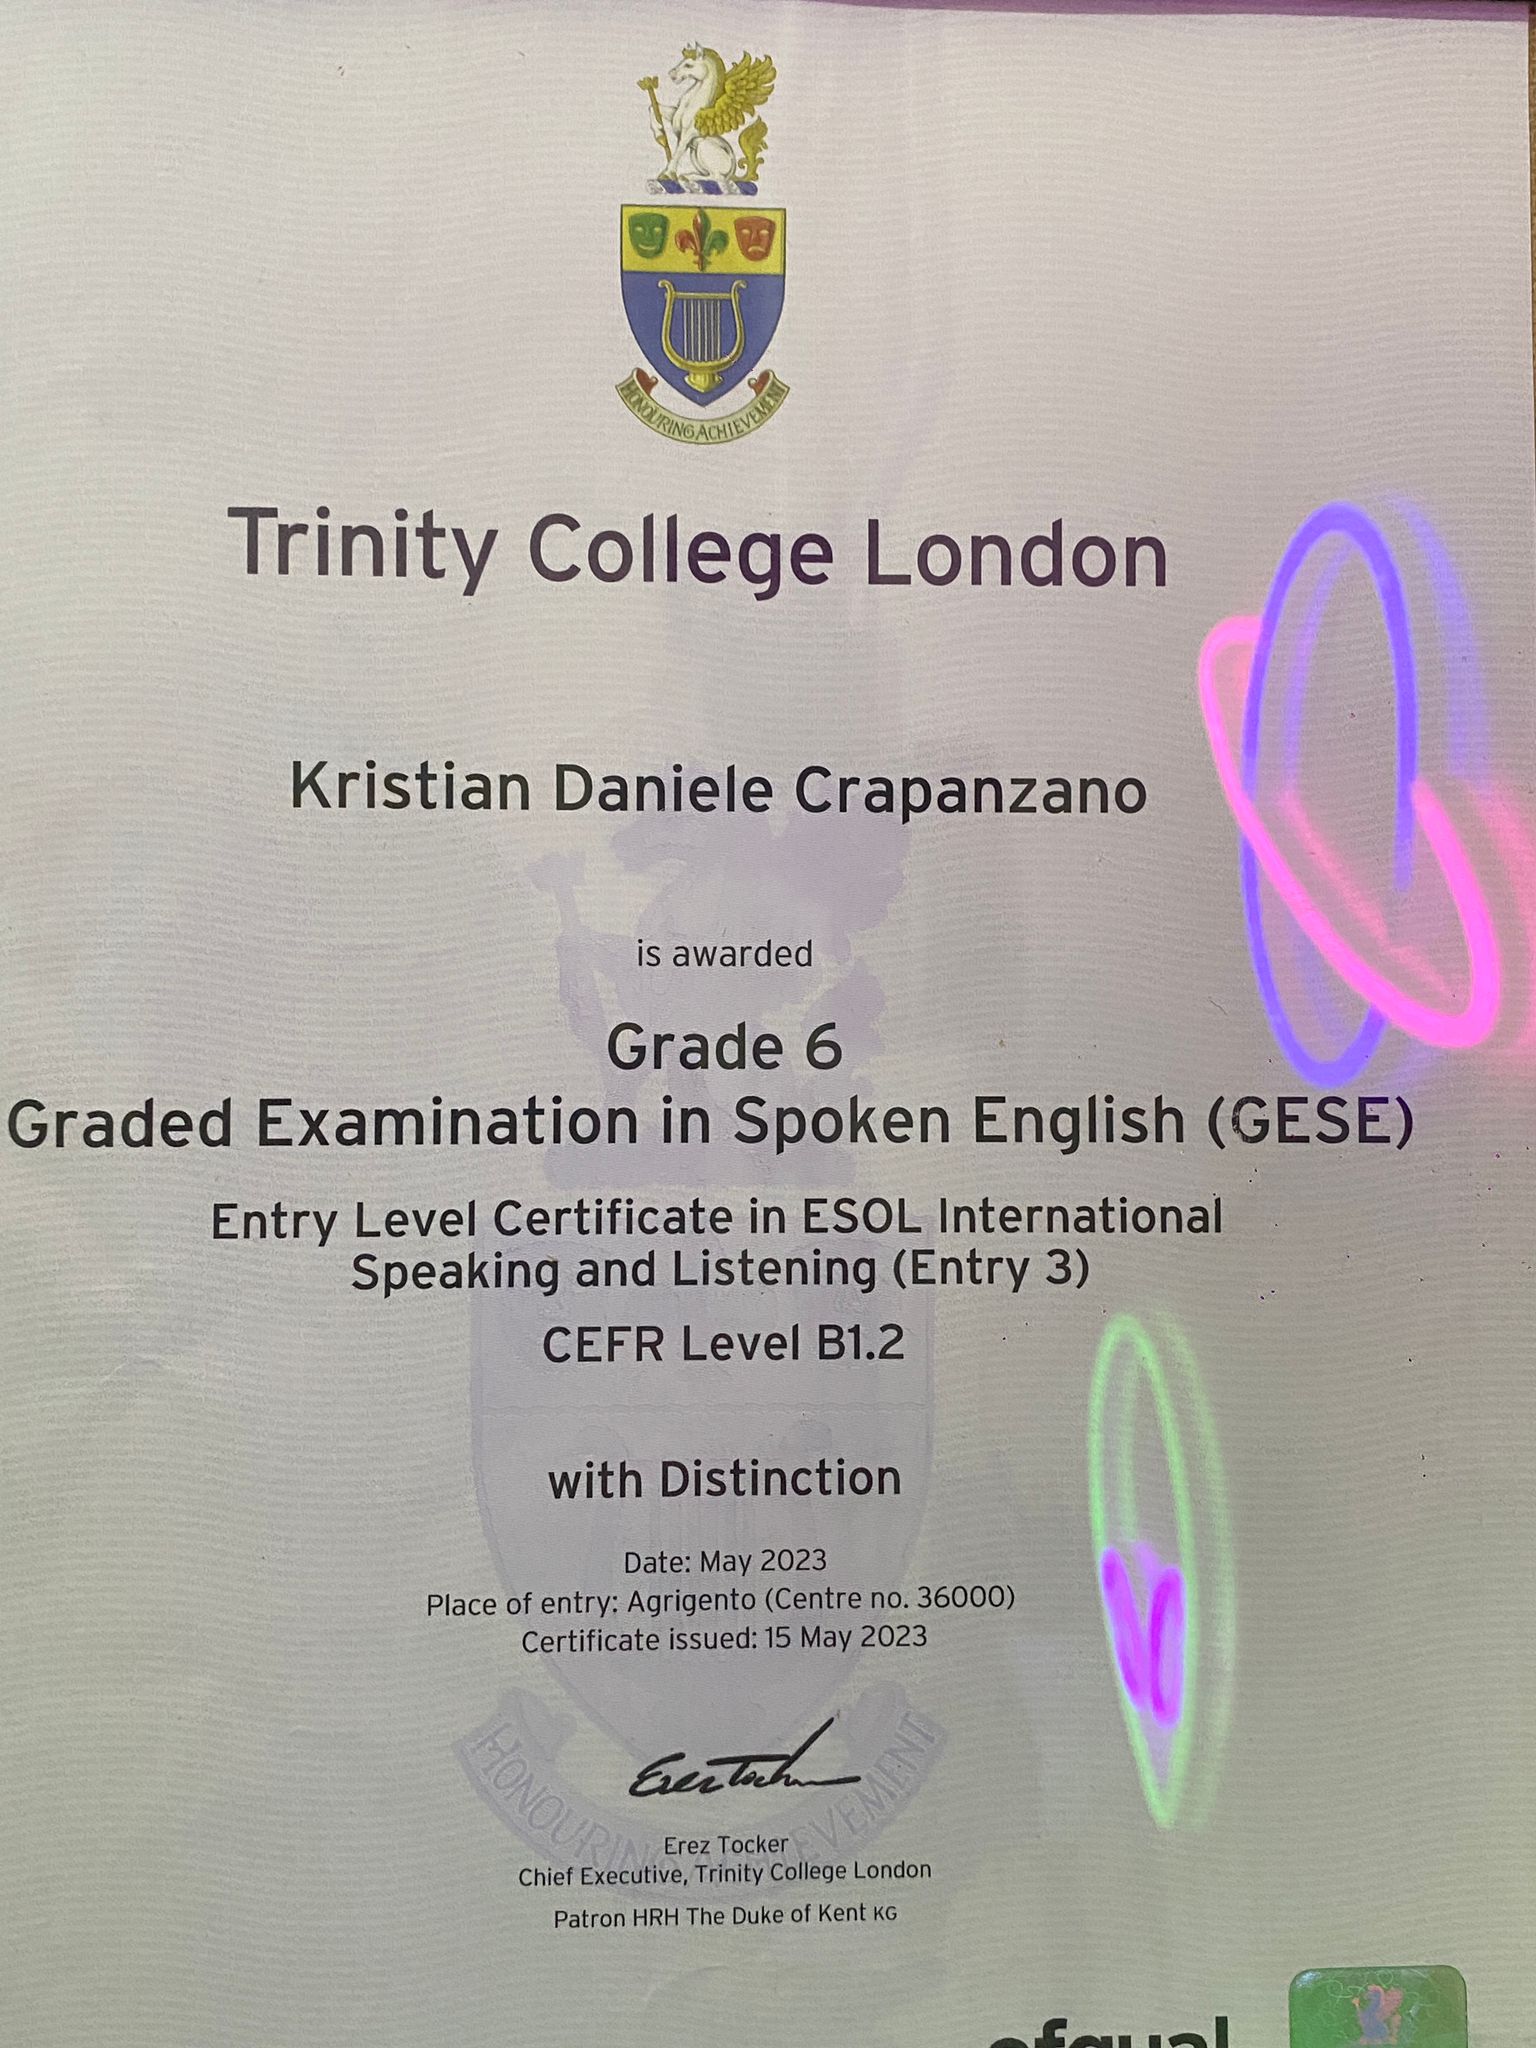 HONOURING ACHIEVEMENT
Trinity College London
Kristian Daniele Crapanzano
is awarded
Grade 6
Graded Examination in Spoken English (GESE)
Entry Level Certificate in ESOL International
Speaking and Listening (Entry 3)
CEFR Level B1.2
with Distinction
Date: May 2023
Place of entry: Agrigento (Centre no. 36000)
Certificate issued: 15 May 2023
Erez Tocker
HONOURING ACHIEVEMENT
Erez Tocker
Chief Executive, Trinity College London
Patron HRH The Duke of Kent KG
ofqual